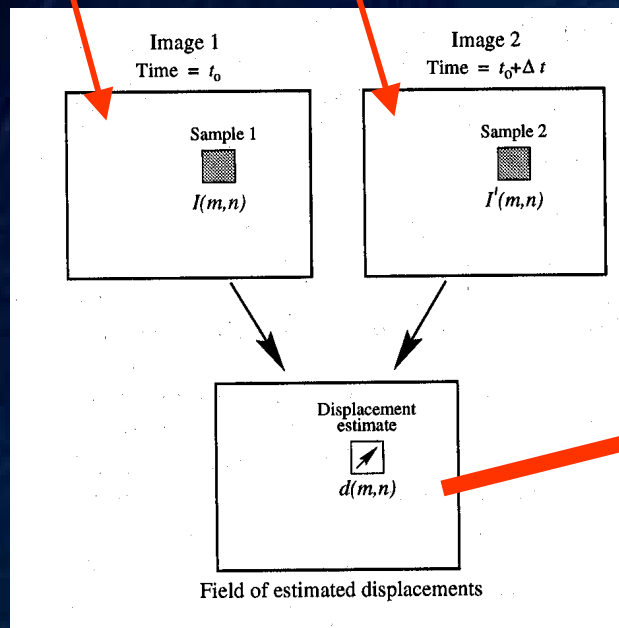 Image 1
Time = t₀
Sample 1
I(m,n)
Image 2
Time = t₀+Δ t
Sample 2
I'(m,n)
Displacement
estimate
d(m,n)
Field of estimated displacements